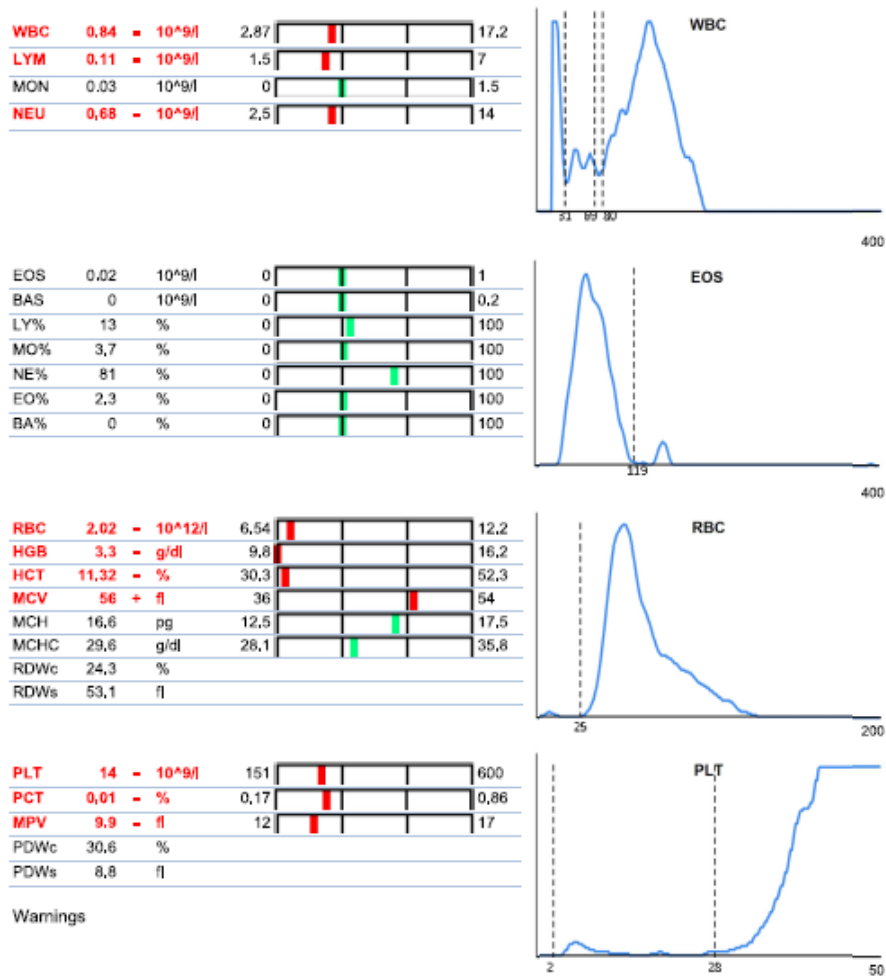 WBC 0,84 - 10^9/l 2.87 17.2
LYM 0.11 - 10^9/l 1.5 7
MON 0.03 10^9/l 0 1.5
NEU 0,68 - 10^9/l 2,5 14
WBC
31 69 80
400
EOS 0.02 10^9/l 0 1
BAS 0 10^9/l 0 0.2
LY% 13 % 0 100
MO% 3,7 % 0 100
NE% 81 % 0 100
EO% 2.3 % 0 100
BA% 0 % 0 100
EOS
119
400
RBC 2,02 - 10^12/l 6,54 12.2
HGB 3,3 - g/dl 9,8 16.2
HCT 11,32 - % 30,3 52,3
MCV 56 + fl 36 54
MCH 16,6 pg 12,5 17,5
MCHC 29,6 g/dl 28,1 35,8
RDWc 24,3 %
RDWs 53,1 fl
RBC
25
200
PLT 14 - 10^9/l 151 600
PCT 0,01 - % 0,17 0,86
MPV 9.9 - fl 12 17
PDWc 30.6 %
PDWs 8,8 fl
PLT
2 28
50
Warnings